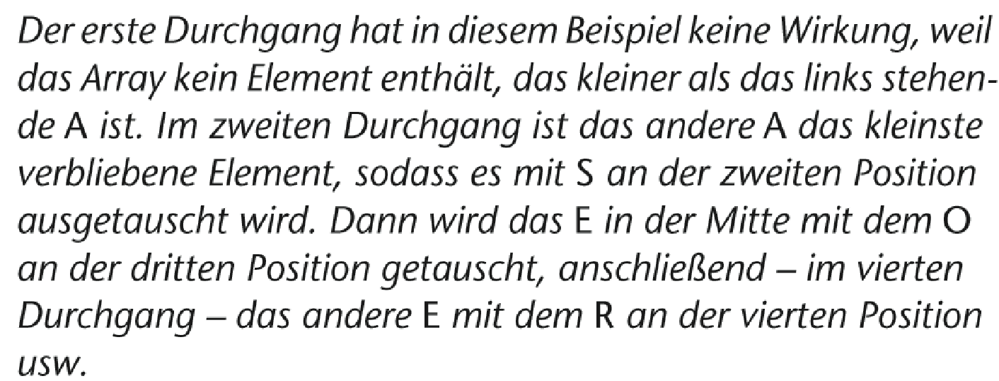 Der erste Durchgang hat in diesem Beispiel keine Wirkung, weil
das Array kein Element enthält, das kleiner als das links stehen-
de A ist. Im zweiten Durchgang ist das andere A das kleinste
verbliebene Element, sodass es mit S an der zweiten Position
ausgetauscht wird. Dann wird das E in der Mitte mit dem O
an der dritten Position getauscht, anschließend – im vierten
Durchgang – das andere E mit dem R an der vierten Position
usw.